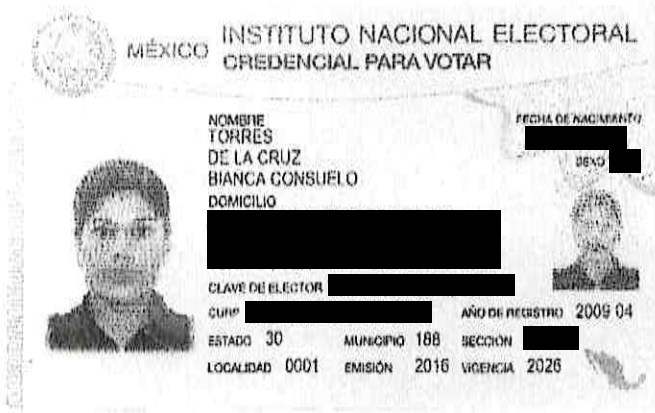 MÉXICO INSTITUTO NACIONAL ELECTORAL
CREDENCIAL PARA VOTAR
NOMBRE
TORRES
DE LA CRUZ
BIANCA CONSUELO
FECHA DE NACIMIENTO
SEXO
DOMICILIO
CLAVE DE ELECTOR
CURP AÑO DE REGISTRO 2009 04
ESTADO 30 MUNICIPIO 188 SECCIÓN
LOCALIDAD 0001 EMISIÓN 2016 VIGENCIA 2026